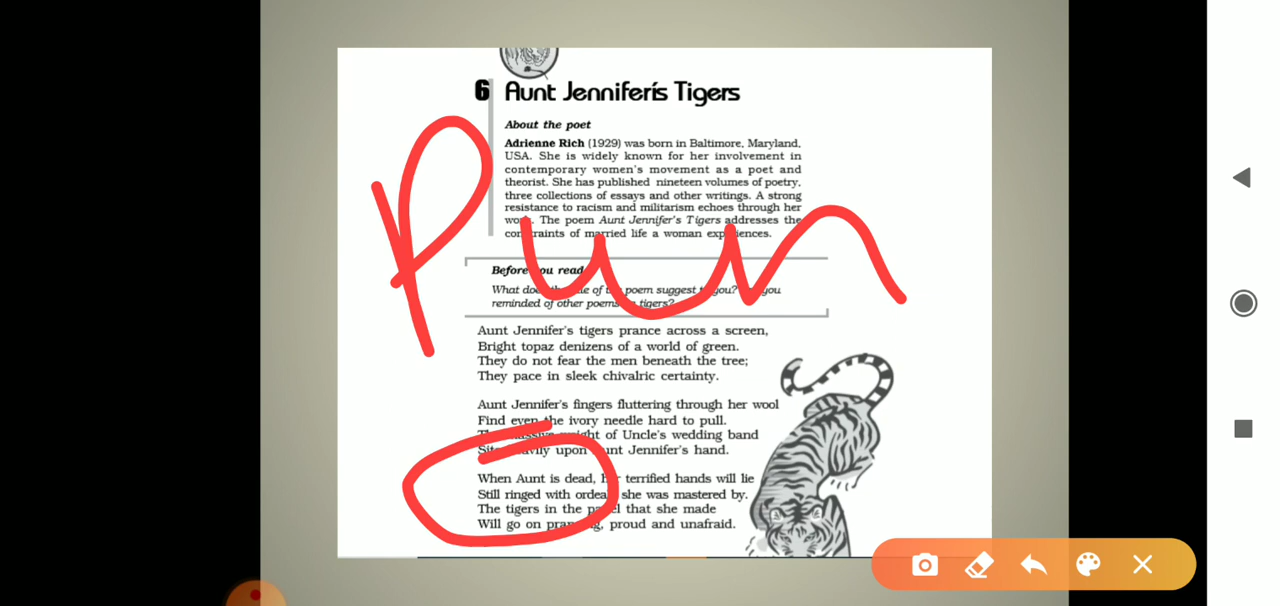 6 Aunt Jenniferís Tigers
About the poet
Adrienne Rich (1929) was born in Baltimore, Maryland,
USA. She is widely known for her involvement in
contemporary women's movement as a poet and
theorist. She has published nineteen volumes of poetry,
three collections of essays and other writings. A strong
resistance to racism and militarism echoes through her
work. The poem Aunt Jennifer's Tigers addresses the
constraints of married life a woman experiences.
Pun
Before you read
What does the title of the poem suggest to you? Are you
reminded of other poems on tigers?
Aunt Jennifer's tigers prance across a screen,
Bright topaz denizens of a world of green.
They do not fear the men beneath the tree;
They pace in sleek chivalric certainty.
Aunt Jennifer's fingers fluttering through her wool
Find even the ivory needle hard to pull.
The massive weight of Uncle's wedding band
Sits heavily upon Aunt Jennifer's hand.
When Aunt is dead, her terrified hands will lie
Still ringed with ordeals she was mastered by.
The tigers in the panel that she made
Will go on prancing, proud and unafraid.